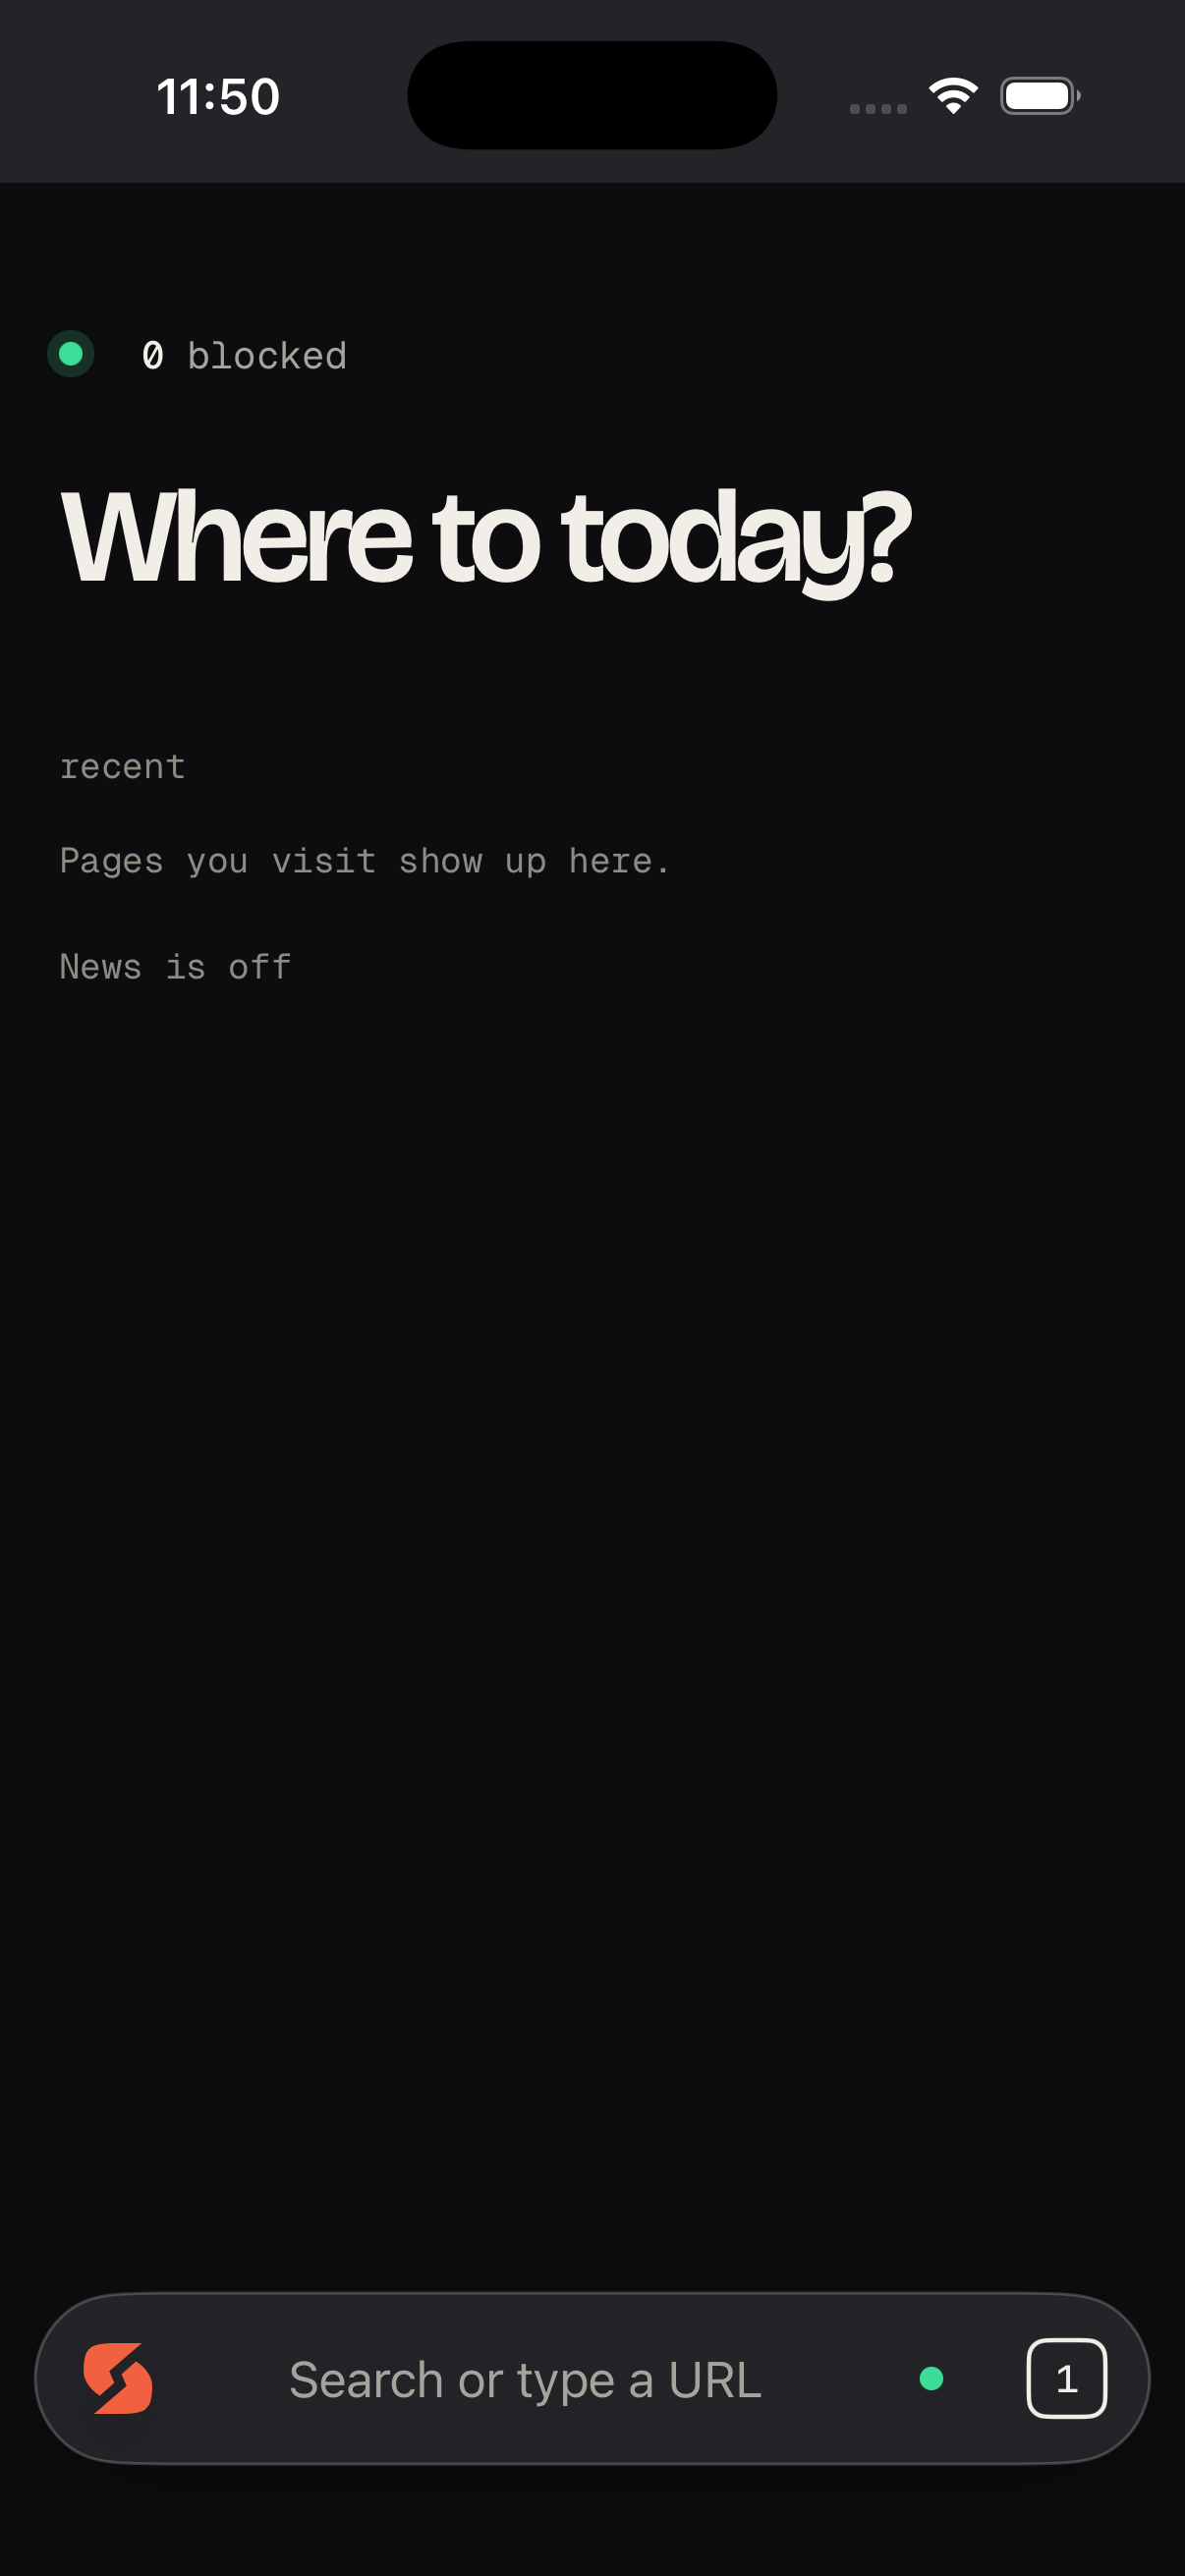 11:50
0 blocked
Where to today?
recent
Pages you visit show up here.
News is off
Search or type a URL
1